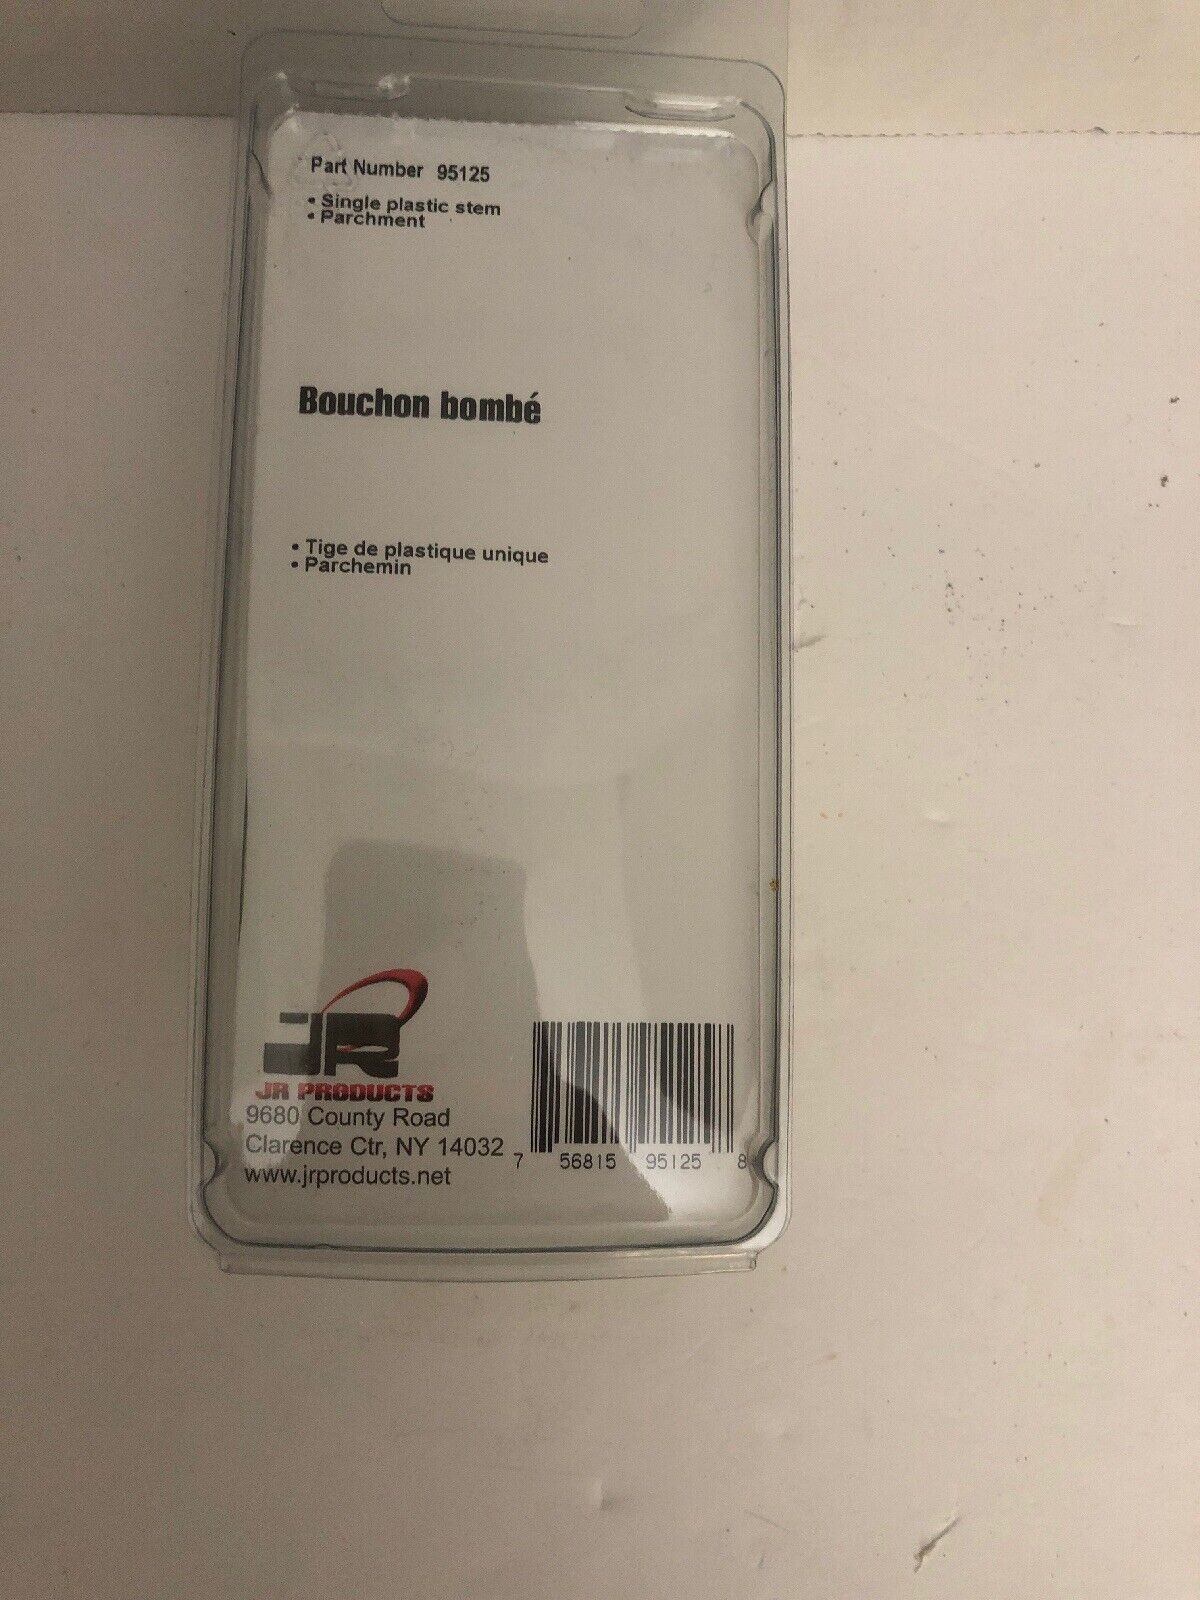 Part Number 95125
• Single plastic stem
• Parchment
Bouchon bombé
• Tige de plastique unique
• Parchemin
JR
JR PRODUCTS
9680 County Road
Clarence Ctr, NY 14032
www.jrproducts.net
7 56815 95125 8